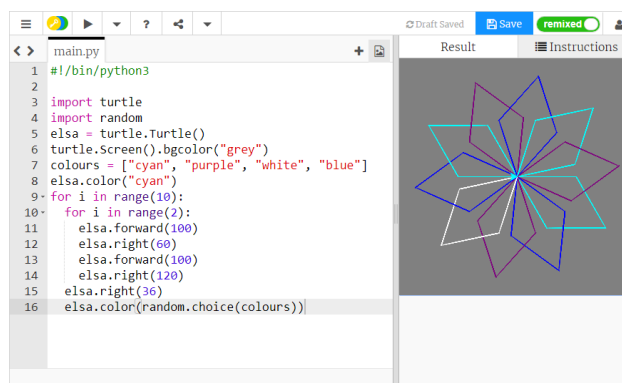 ?
Draft Saved
Save
remixed
main.py
Result
Instructions
1 #!/bin/python3
2
3 import turtle
4 import random
5 elsa = turtle.Turtle()
6 turtle.Screen().bgcolor("grey")
7 colours = ["cyan", "purple", "white", "blue"]
8 elsa.color("cyan")
9 for i in range(10):
10   for i in range(2):
11     elsa.forward(100)
12     elsa.right(60)
13     elsa.forward(100)
14     elsa.right(120)
15   elsa.right(36)
16   elsa.color(random.choice(colours))